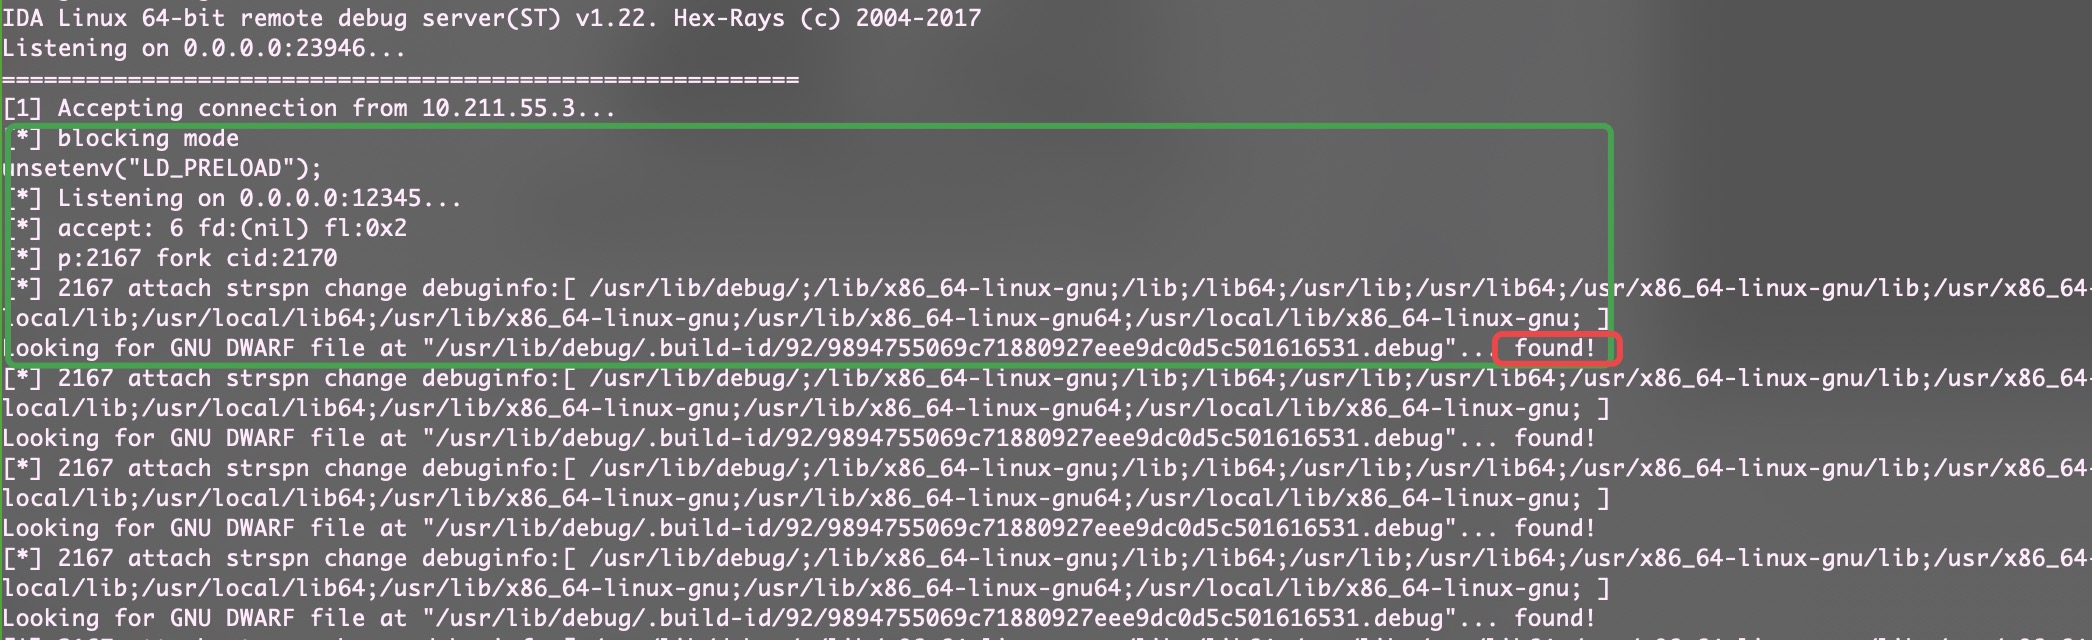 IDA Linux 64-bit remote debug server(ST) v1.22. Hex-Rays (c) 2004-2017
Listening on 0.0.0.0:23946...
=========================================================
[1] Accepting connection from 10.211.55.3...
[*] blocking mode
unsetenv("LD_PRELOAD");
[*] Listening on 0.0.0.0:12345...
[*] accept: 6 fd:(nil) fl:0x2
[*] p:2167 fork cid:2170
[*] 2167 attach strspn change debuginfo:[ /usr/lib/debug/;/lib/x86_64-linux-gnu;/lib;/lib64;/usr/lib;/usr/lib64;/usr/x86_64-linux-gnu/lib;/usr/x86_64-
local/lib;/usr/local/lib64;/usr/lib/x86_64-linux-gnu;/usr/lib/x86_64-linux-gnu64;/usr/local/lib/x86_64-linux-gnu; ]
Looking for GNU DWARF file at "/usr/lib/debug/.build-id/92/9894755069c71880927eee9dc0d5c501616531.debug"... found!
[*] 2167 attach strspn change debuginfo:[ /usr/lib/debug/;/lib/x86_64-linux-gnu;/lib;/lib64;/usr/lib;/usr/lib64;/usr/x86_64-linux-gnu/lib;/usr/x86_64-
local/lib;/usr/local/lib64;/usr/lib/x86_64-linux-gnu;/usr/lib/x86_64-linux-gnu64;/usr/local/lib/x86_64-linux-gnu; ]
Looking for GNU DWARF file at "/usr/lib/debug/.build-id/92/9894755069c71880927eee9dc0d5c501616531.debug"... found!
[*] 2167 attach strspn change debuginfo:[ /usr/lib/debug/;/lib/x86_64-linux-gnu;/lib;/lib64;/usr/lib;/usr/lib64;/usr/x86_64-linux-gnu/lib;/usr/x86_64-
local/lib;/usr/local/lib64;/usr/lib/x86_64-linux-gnu;/usr/lib/x86_64-linux-gnu64;/usr/local/lib/x86_64-linux-gnu; ]
Looking for GNU DWARF file at "/usr/lib/debug/.build-id/92/9894755069c71880927eee9dc0d5c501616531.debug"... found!
[*] 2167 attach strspn change debuginfo:[ /usr/lib/debug/;/lib/x86_64-linux-gnu;/lib;/lib64;/usr/lib;/usr/lib64;/usr/x86_64-linux-gnu/lib;/usr/x86_64-
local/lib;/usr/local/lib64;/usr/lib/x86_64-linux-gnu;/usr/lib/x86_64-linux-gnu64;/usr/local/lib/x86_64-linux-gnu; ]
Looking for GNU DWARF file at "/usr/lib/debug/.build-id/92/9894755069c71880927eee9dc0d5c501616531.debug"... found!